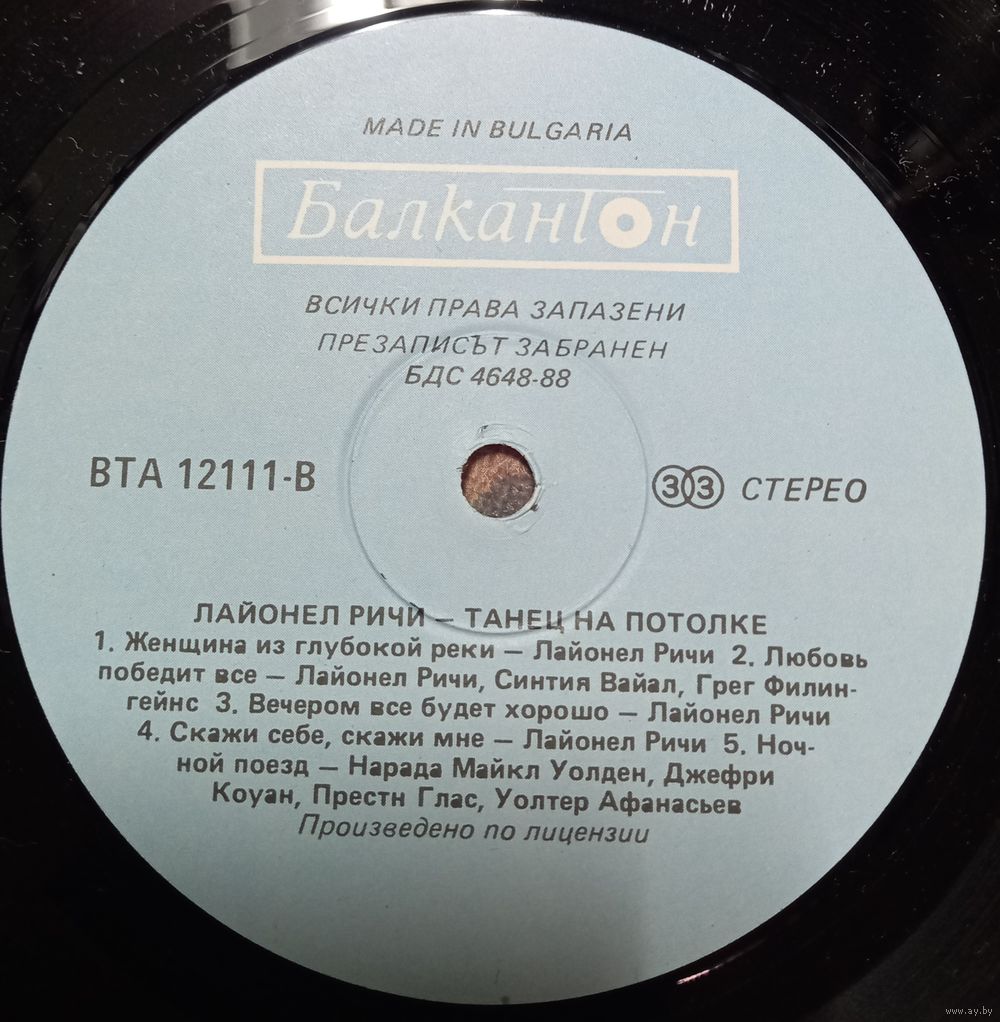 MADE IN BULGARIA
Балкантон
ВСИЧКИ ПРАВА ЗАПАЗЕНИ
ПРЕЗАПИСЪТ ЗАБРАНЕН
БДС 4648-88
ВТА 12111-В
33 СТЕРЕО
ЛАЙОНЕЛ РИЧИ – ТАНЕЦ НА ПОТОЛКЕ
1. Женщина из глубокой реки – Лайонел Ричи 2. Любовь
победит все – Лайонел Ричи, Синтия Вайал, Грег Филин-
гейнс 3. Вечером все будет хорошо – Лайонел Ричи
4. Скажи себе, скажи мне – Лайонел Ричи 5. Ноч-
ной поезд – Нарада Майкл Уолден, Джефри
Коуан, Престн Глас, Уолтер Афанасьев
Произведено по лицензии
www.ay.by